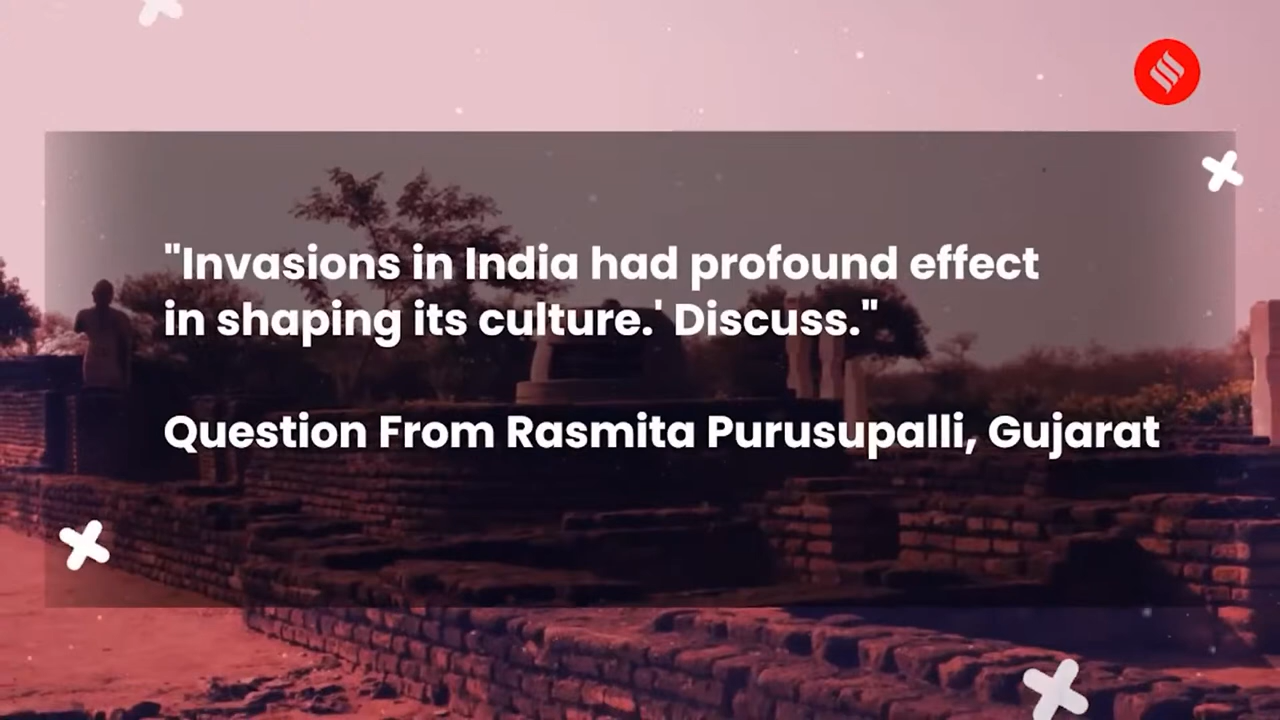 "Invasions in India had profound effect
in shaping its culture.' Discuss."
Question From Rasmita Purusupalli, Gujarat